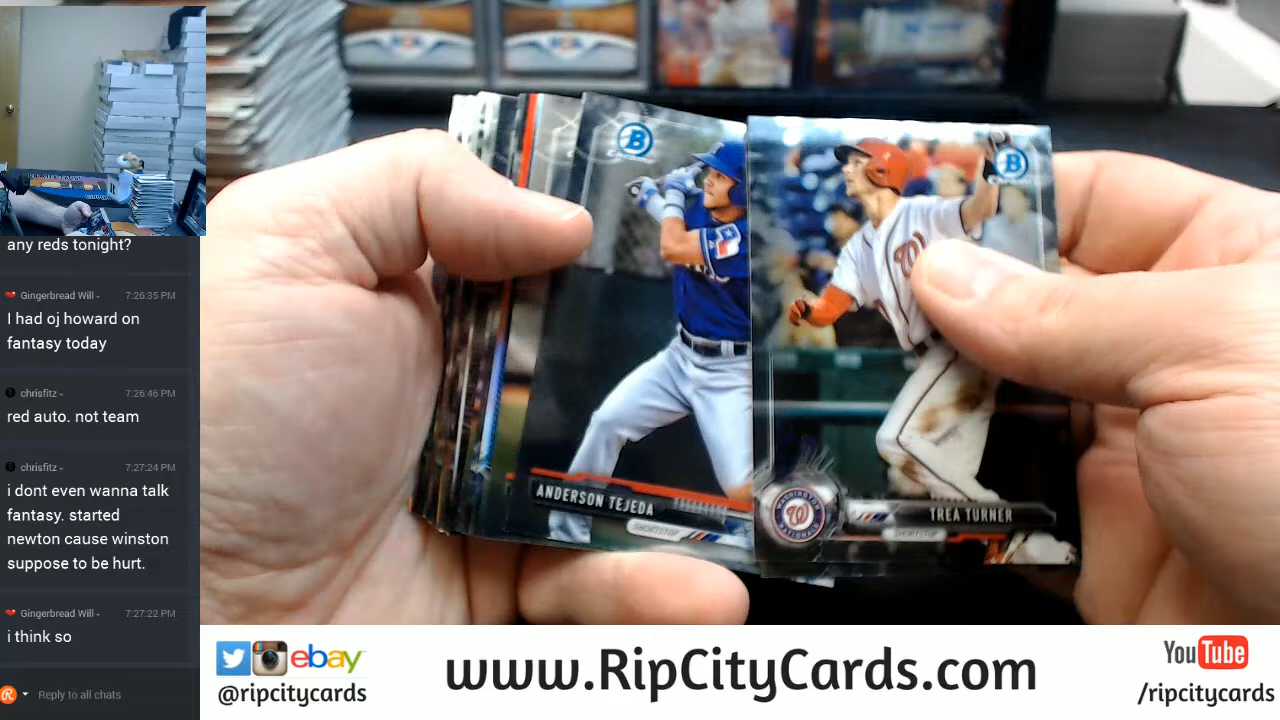 any reds tonight?
Gingerbread Will - 7:26:35 PM
I had oj howard on
fantasy today
chrisfitz - 7:26:46 PM
red auto. not team
chrisfitz - 7:27:24 PM
i dont even wanna talk
fantasy. started
newton cause winston
suppose to be hurt.
Gingerbread Will - 7:27:22 PM
i think so
Reply to all chats
B
B
ANDERSON TEJEDA
SHORTSTOP
W
TREA TURNER
SHORTSTOP
WASHINGTON
W
NATIONALS
ebay
@ripcitycards
www.RipCityCards.com
YouTube
/ripcitycards